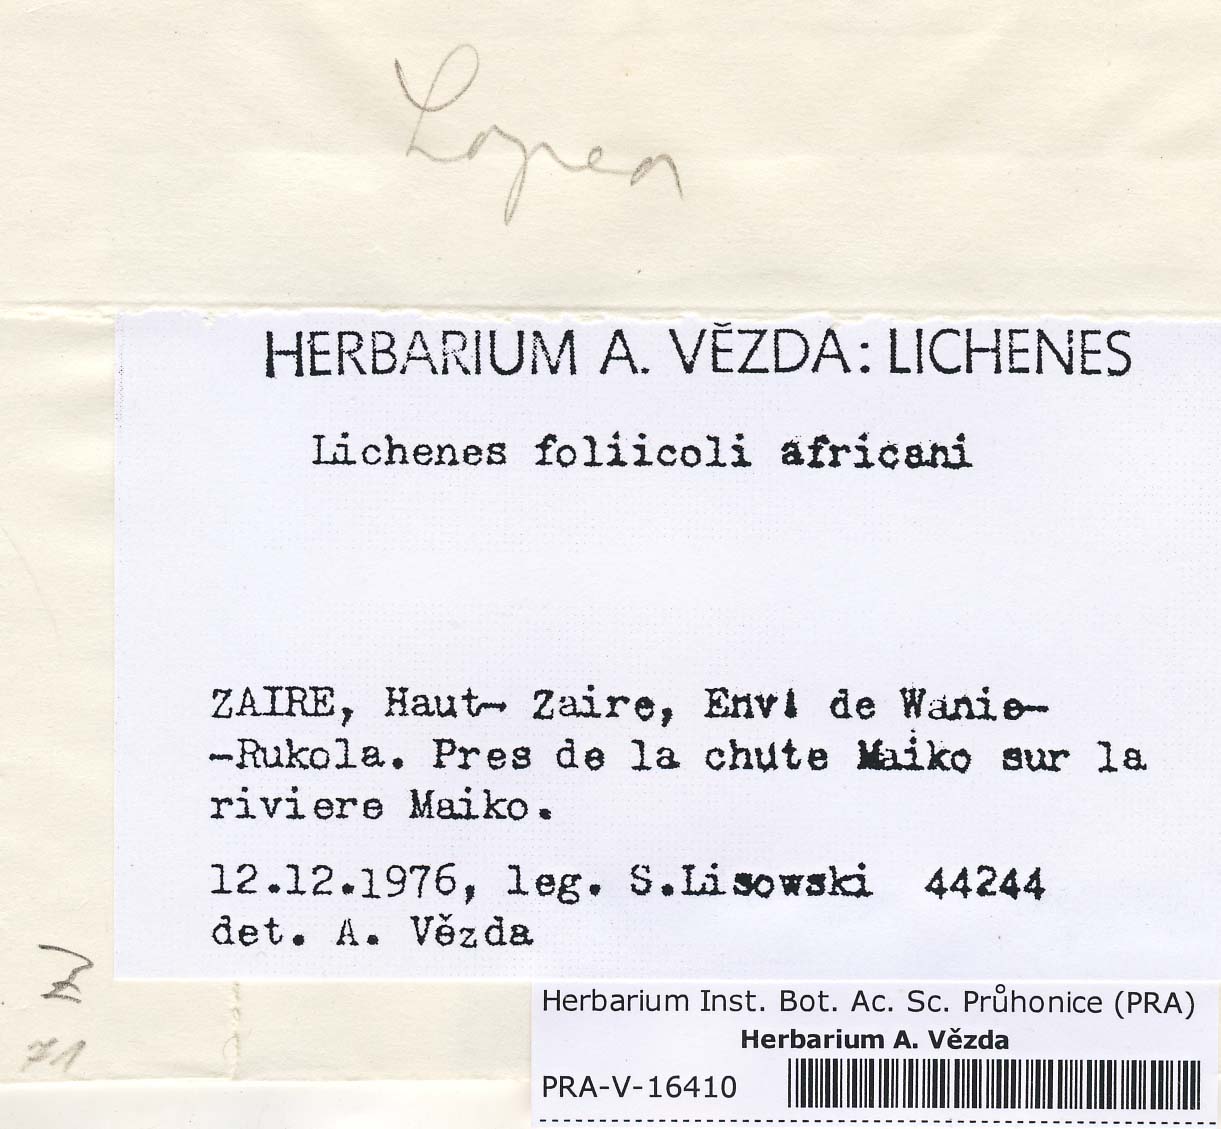 HERBARIUM A. VĚZDA: LICHENES
Lichenes foliicoli africani
ZAIRE, Haut- Zaire, Envi de Wanie-
-Rukola. Pres de la chute Maiko sur la
riviere Maiko.
12.12.1976, leg. S.Lisowski 44244
det. A. Vězda
71
Herbarium Inst. Bot. Ac. Sc. Průhonice (PRA)
Herbarium A. Vězda
PRA-V-16410